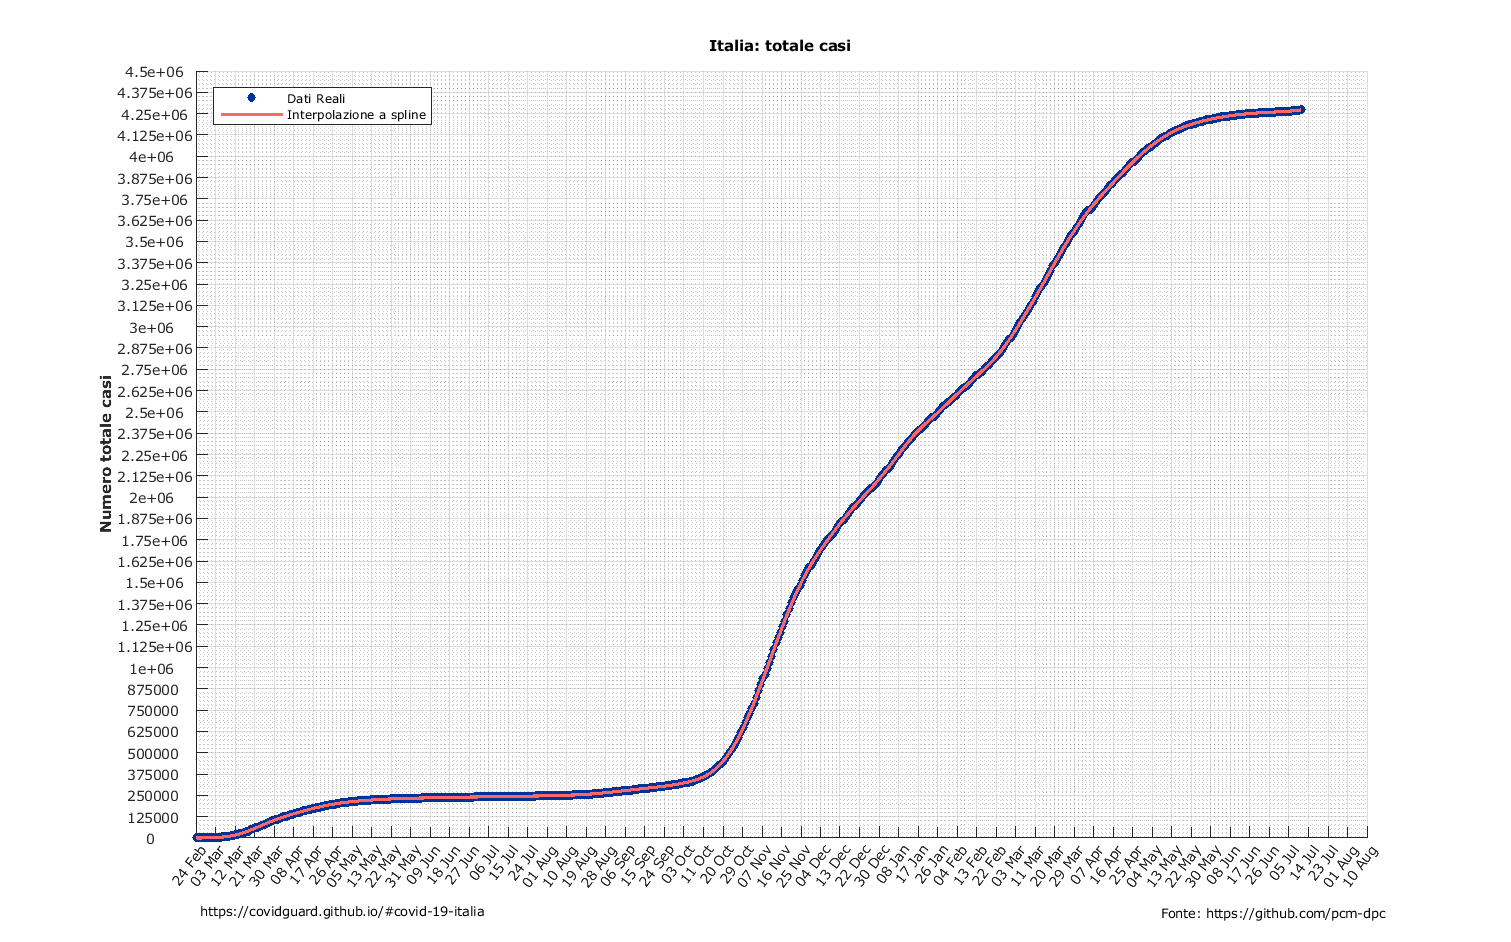 Italia: totale casi
Dati Reali
Interpolazione a spline
Numero totale casi
4.5e+06
4.375e+06
4.25e+06
4.125e+06
4e+06
3.875e+06
3.75e+06
3.625e+06
3.5e+06
3.375e+06
3.25e+06
3.125e+06
3e+06
2.875e+06
2.75e+06
2.625e+06
2.5e+06
2.375e+06
2.25e+06
2.125e+06
2e+06
1.875e+06
1.75e+06
1.625e+06
1.5e+06
1.375e+06
1.25e+06
1.125e+06
1e+06
875000
750000
625000
500000
375000
250000
125000
0
24 Feb
03 Mar
12 Mar
21 Mar
30 Mar
08 Apr
17 Apr
26 Apr
05 May
13 May
22 May
31 May
09 Jun
18 Jun
27 Jun
06 Jul
15 Jul
24 Jul
01 Aug
10 Aug
19 Aug
28 Aug
06 Sep
15 Sep
24 Sep
03 Oct
11 Oct
20 Oct
29 Oct
07 Nov
16 Nov
25 Nov
04 Dec
13 Dec
22 Dec
30 Dec
08 Jan
17 Jan
26 Jan
04 Feb
13 Feb
22 Feb
03 Mar
11 Mar
20 Mar
29 Mar
07 Apr
16 Apr
25 Apr
04 May
13 May
22 May
30 May
08 Jun
17 Jun
26 Jun
05 Jul
14 Jul
23 Jul
01 Aug
10 Aug
https://covidguard.github.io/#covid-19-italia
Fonte: https://github.com/pcm-dpc